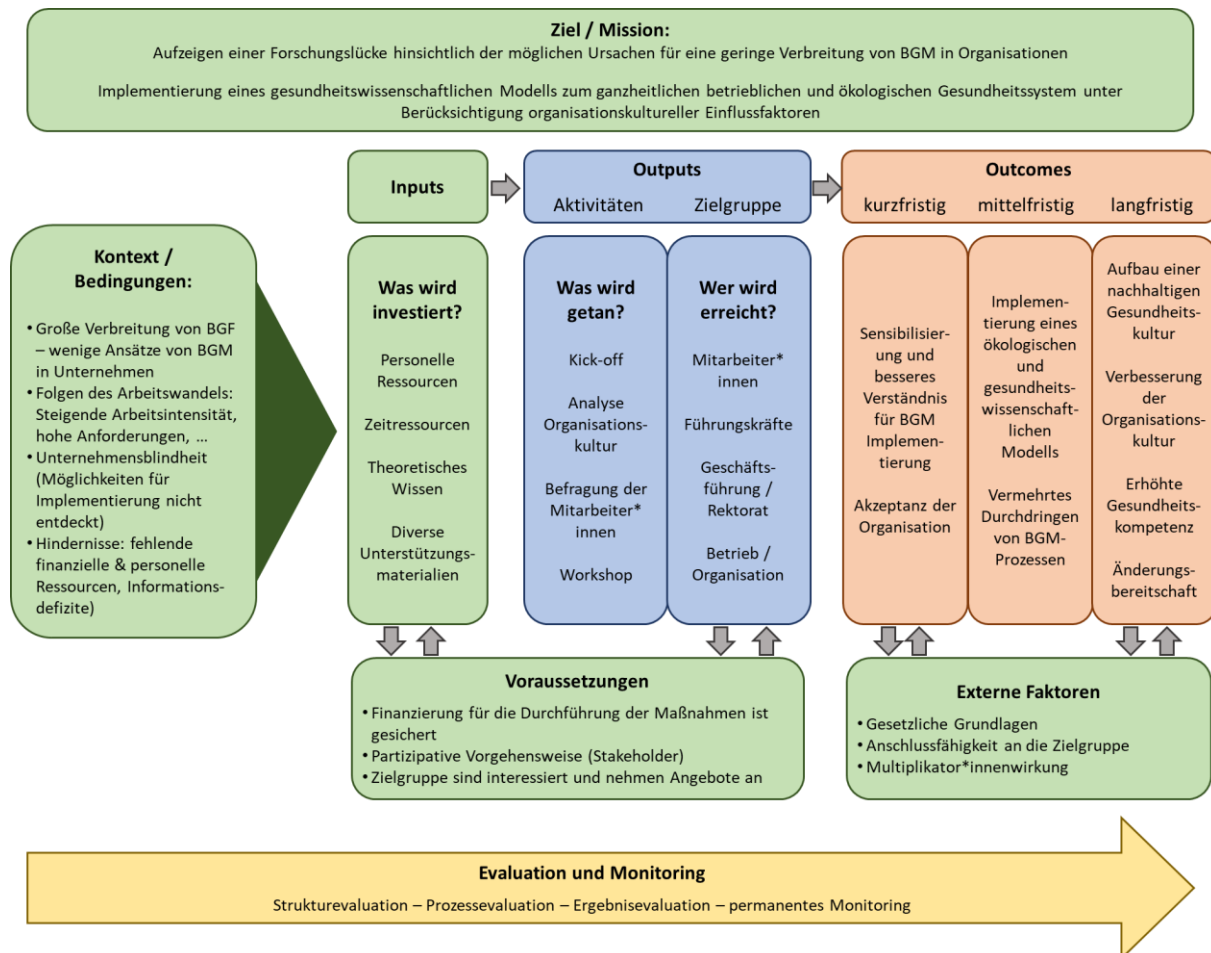 Ziel / Mission:
Aufzeigen einer Forschungslücke hinsichtlich der möglichen Ursachen für eine geringe Verbreitung von BGM in Organisationen
Implementierung eines gesundheitswissenschaftlichen Modells zum ganzheitlichen betrieblichen und ökologischen Gesundheitssystem unter
Berücksichtigung organisationskultureller Einflussfaktoren
Kontext /
Bedingungen:
• Große Verbreitung von BGF
– wenige Ansätze von BGM
in Unternehmen
• Folgen des Arbeitswandels:
Steigende Arbeitsintensität,
hohe Anforderungen, ...
• Unternehmensblindheit
(Möglichkeiten für
Implementierung nicht
entdeckt)
• Hindernisse: fehlende
finanzielle & personelle
Ressourcen, Informations-
defizite)
Inputs
Was wird
investiert?
Personelle
Ressourcen
Zeitressourcen
Theoretisches
Wissen
Diverse
Unterstützungs-
materialien
Outputs
Aktivitäten
Zielgruppe
Was wird
getan?
Kick-off
Analyse
Organisations-
kultur
Befragung der
Mitarbeiter*
innen
Workshop
Wer wird
erreicht?
Mitarbeiter*
innen
Führungskräfte
Geschäfts-
führung /
Rektorat
Betrieb /
Organisation
Outcomes
kurzfristig
mittelfristig
langfristig
Sensibilisier-
ung und
besseres
Verständnis
für BGM
Implemen-
tierung
Akzeptanz der
Organisation
Implemen-
tierung eines
ökologischen
und
gesundheits-
wissenschaft-
lichen
Modells
Vermehrtes
Durchdringen
von BGM-
Prozessen
Aufbau einer
nachhaltigen
Gesundheits-
kultur
Verbesserung
der
Organisations-
kultur
Erhöhte
Gesundheits-
kompetenz
Änderungs-
bereitschaft
Voraussetzungen
• Finanzierung für die Durchführung der Maßnahmen ist
gesichert
• Partizipative Vorgehensweise (Stakeholder)
• Zielgruppe sind interessiert und nehmen Angebote an
Externe Faktoren
• Gesetzliche Grundlagen
• Anschlussfähigkeit an die Zielgruppe
• Multiplikator*innenwirkung
Evaluation und Monitoring
Strukturevaluation – Prozessevaluation – Ergebnisevaluation – permanentes Monitoring